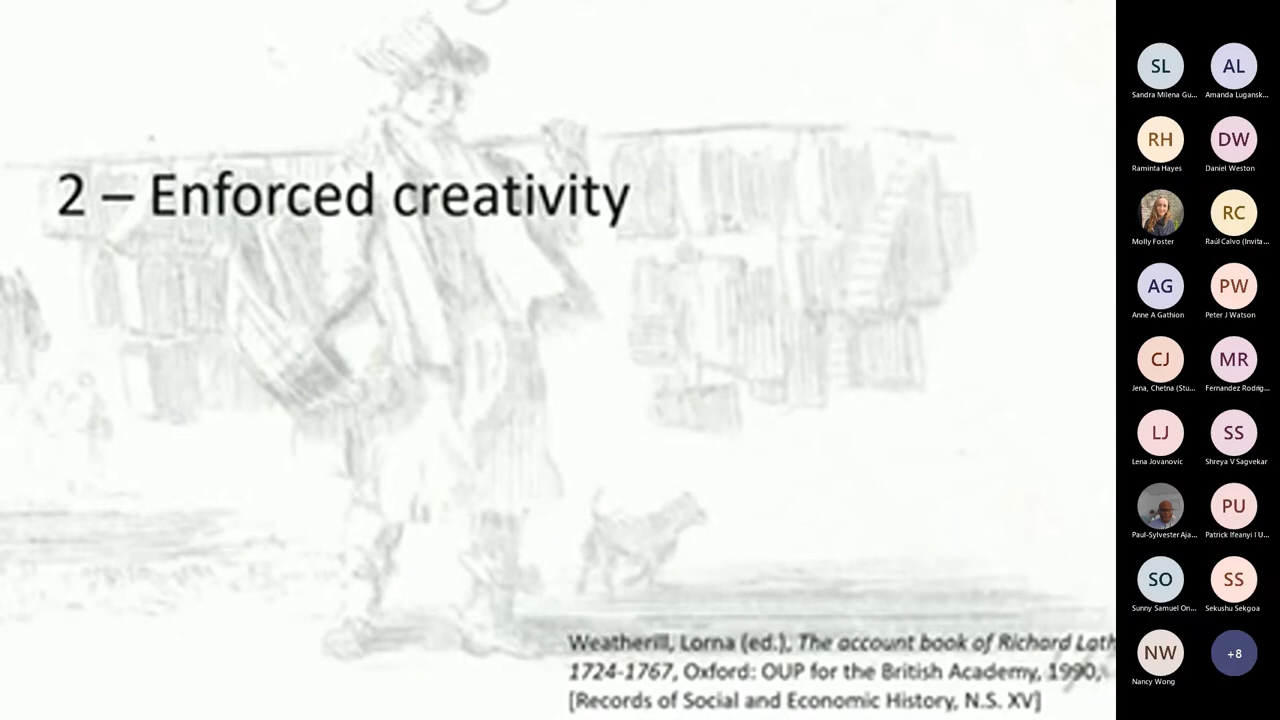 2 – Enforced creativity
Weatherill, Lorna (ed.), The account book of Richard Lath
1724-1767, Oxford: OUP for the British Academy, 1990,
[Records of Social and Economic History, N.S. XV]
SL
AL
Sandra Milena Gu...
Amanda Lugansk...
RH
DW
Raminta Hayes
Daniel Weston
RC
Molly Foster
Raúl Calvo (Invita...
AG
PW
Anne A Gathion
Peter J Watson
CJ
MR
Jena, Chetna (Stu...
Fernandez Rodrig...
LJ
SS
Lena Jovanovic
Shreya V Sagvekar
PU
Paul-Sylvester Aja...
Patrick Ifeanyi I U...
SO
SS
Sunny Samuel On...
Sekushu Sekgoa
NW
+8
Nancy Wong